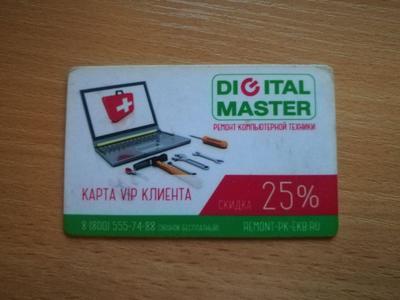 DIGITAL
MASTER
РЕМОНТ КОМПЬЮТЕРНОЙ ТЕХНИКИ
КАРТА VIP КЛИЕНТА
СКИДКА 25%
8 (800) 555-74-88 (ЗВОНОК БЕСПЛАТНЫЙ)
REMONT-PK-EKB.RU